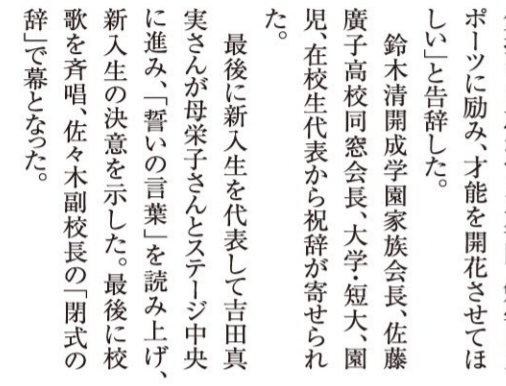 ポーツに励み、才能を開花させてほ
しい」と告辞した。
鈴木清開成学園家族会長、佐藤
廣子高校同窓会長、大学・短大、園
児、在校生代表から祝辞が寄せられ
た。
最後に新入生を代表して吉田真
実さんが母栄子さんとステージ中央
に進み、「誓いの言葉」を読み上げ、
新入生の決意を示した。最後に校
歌を斉唱、佐々木副校長の「閉式の
辞」で幕となった。